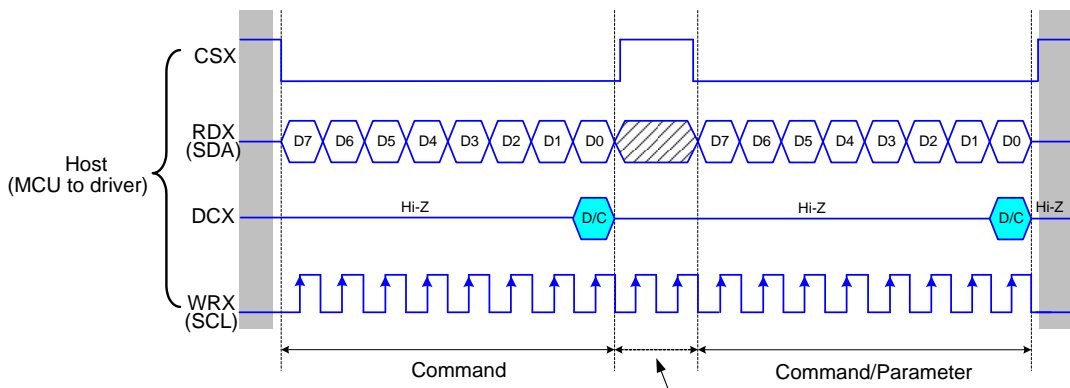 CSX
RDX
(SDA)
D7 D6 D5 D4 D3 D2 D1 D0 D7 D6 D5 D4 D3 D2 D1 D0
Host
(MCU to driver)
DCX
Hi-Z D/C Hi-Z D/C Hi-Z
WRX
(SCL)
Command Command/Parameter